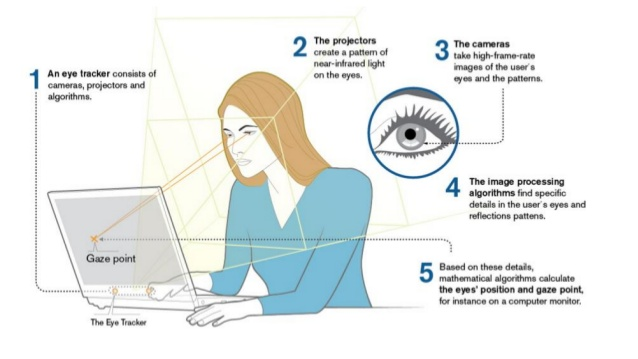 1 An eye tracker consists of
cameras, projectors and
algorithms.
2 The projectors
create a pattern of
near-infrared light
on the eyes.
3 The cameras
take high-frame-rate
images of the user's
eyes and the patterns.
4 The image processing
algorithms find specific
details in the user's eyes and
reflections pattens.
5 Based on these details,
mathematical algorithms calculate
the eyes' position and gaze point,
for instance on a computer monitor.
Gaze point
The Eye Tracker